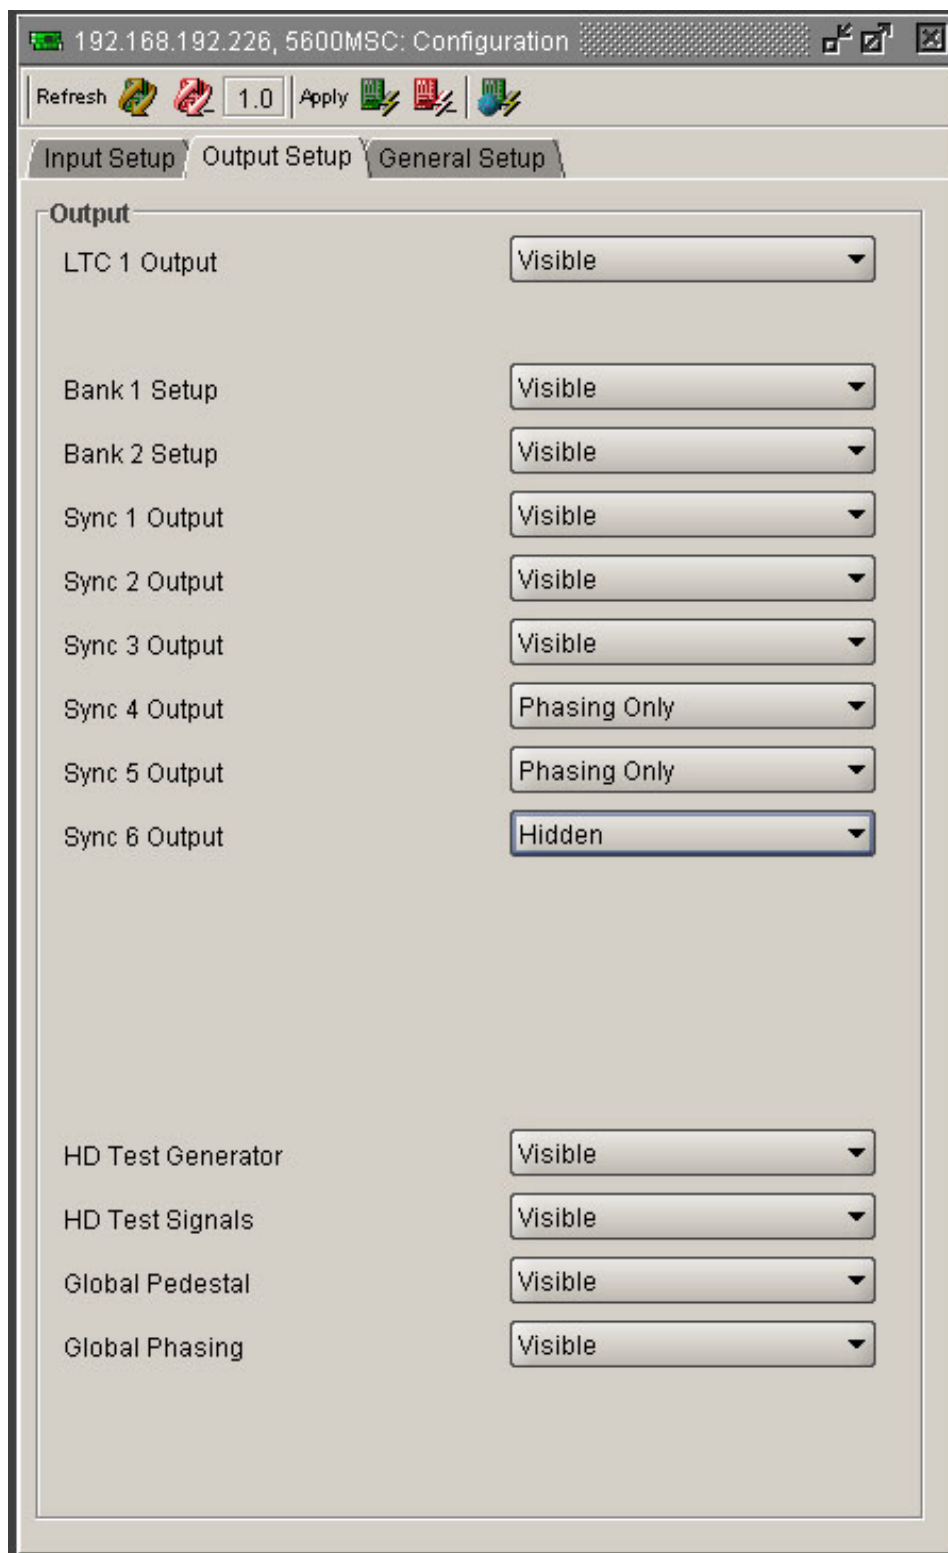 192.168.192.226, 5600MSC: Configuration
Refresh 1.0 Apply
Input Setup Output Setup General Setup
Output
LTC 1 Output Visible
Bank 1 Setup Visible
Bank 2 Setup Visible
Sync 1 Output Visible
Sync 2 Output Visible
Sync 3 Output Visible
Sync 4 Output Phasing Only
Sync 5 Output Phasing Only
Sync 6 Output Hidden
HD Test Generator Visible
HD Test Signals Visible
Global Pedestal Visible
Global Phasing Visible